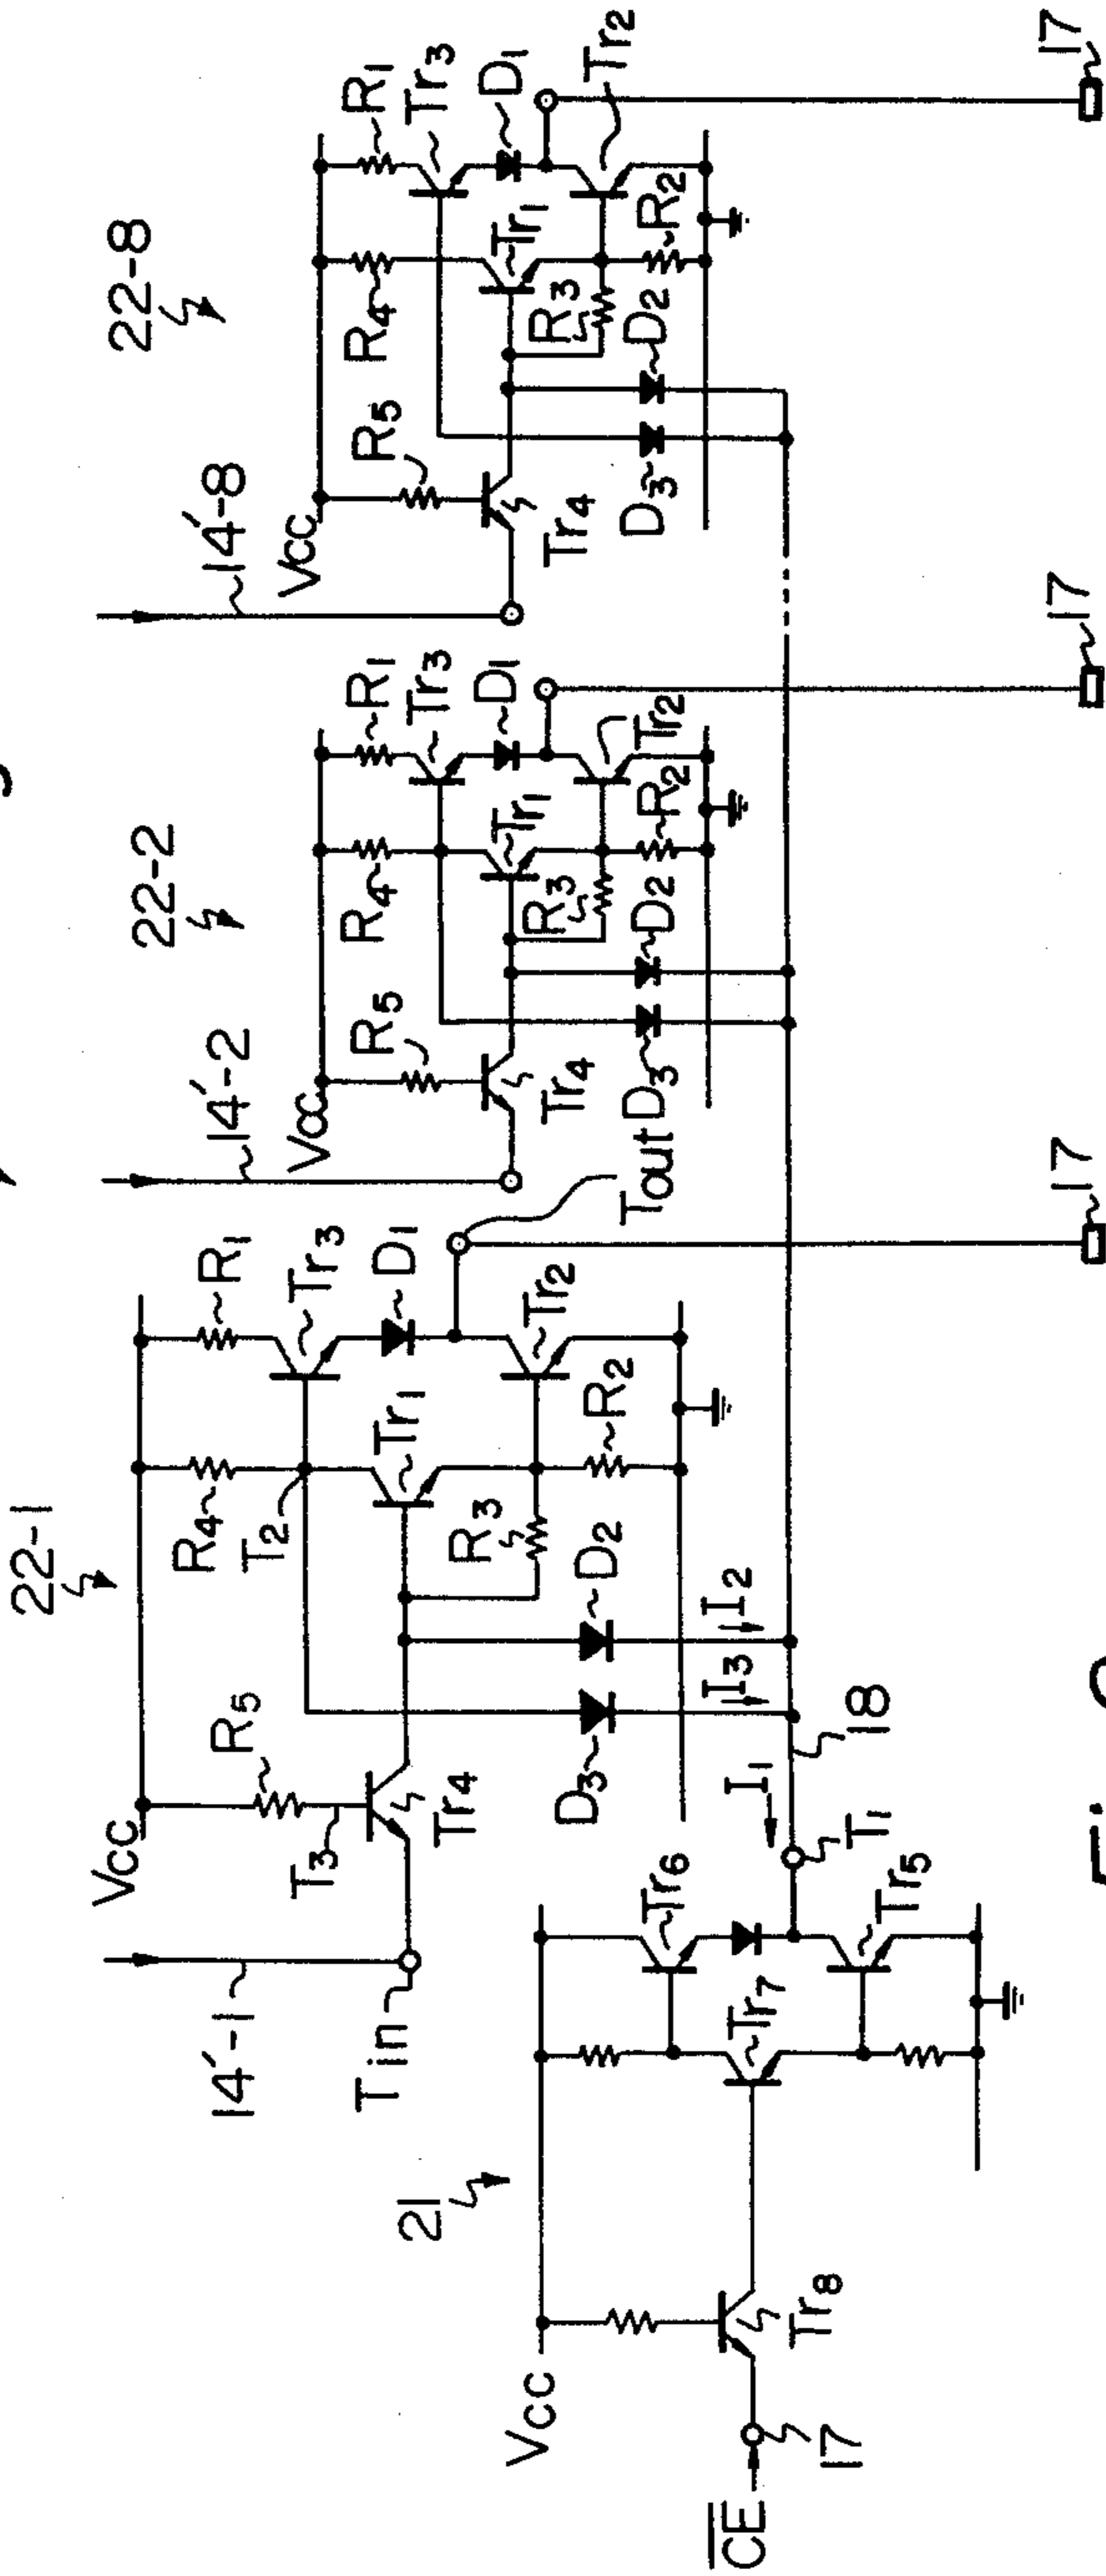 22-1
22-2
22-8
14'-1
14'-2
14'-8
Vcc
R5
R4
R1
T3
T2
Tr3
D1
Tr1
Tr4
Tin
R3
Tr2
R2
D3
D2
Tout
I3
I2
I1
18
T1
17
Vcc
R5
R4
R1
Tr3
D1
Tr1
Tr4
R3
Tr2
R2
D3
D2
17
Vcc
R5
R4
R1
Tr3
D1
Tr1
Tr4
R3
Tr2
R2
D3
D2
17
21
Vcc
Tr6
Tr7
Tr5
Tr8
CE
17